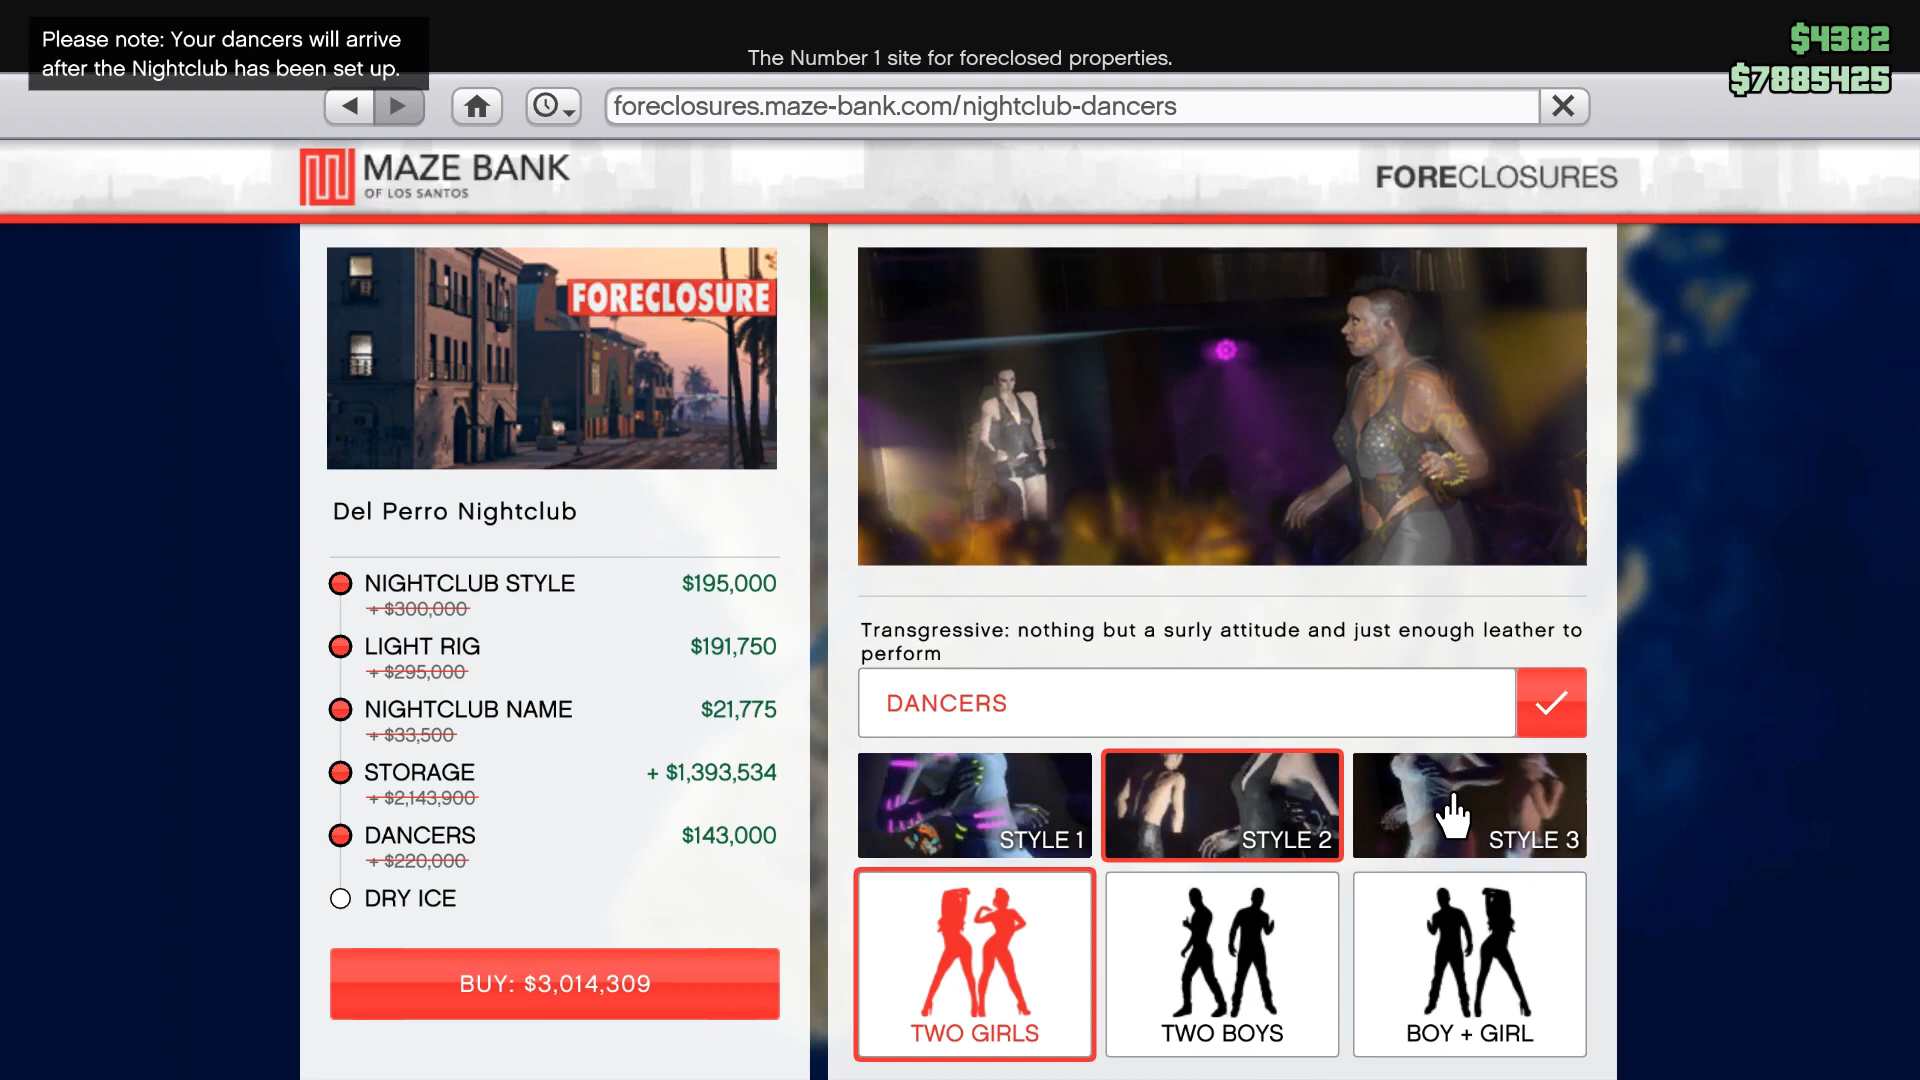 Please note: Your dancers will arrive
after the Nightclub has been set up.
The Number 1 site for foreclosed properties.
$4382
$7885425
foreclosures.maze-bank.com/nightclub-dancers
MAZE BANK
OF LOS SANTOS
FORECLOSURES
FORECLOSURE
Del Perro Nightclub
NIGHTCLUB STYLE $195,000
+ $300,000
LIGHT RIG $191,750
+ $295,000
NIGHTCLUB NAME $21,775
+ $33,500
STORAGE + $1,393,534
+ $2,143,900
DANCERS $143,000
+ $220,000
DRY ICE
BUY: $3,014,309
Transgressive: nothing but a surly attitude and just enough leather to
perform
DANCERS
STYLE 1
STYLE 2
STYLE 3
TWO GIRLS
TWO BOYS
BOY + GIRL